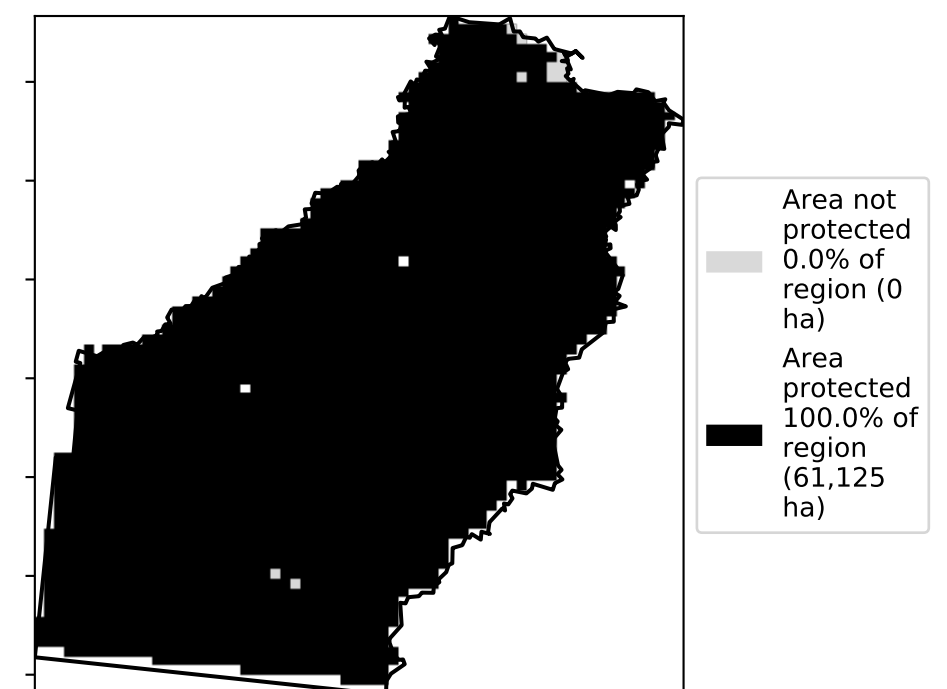 Area not
protected
0.0% of
region (0
ha)
Area
protected
100.0% of
region
(61,125
ha)